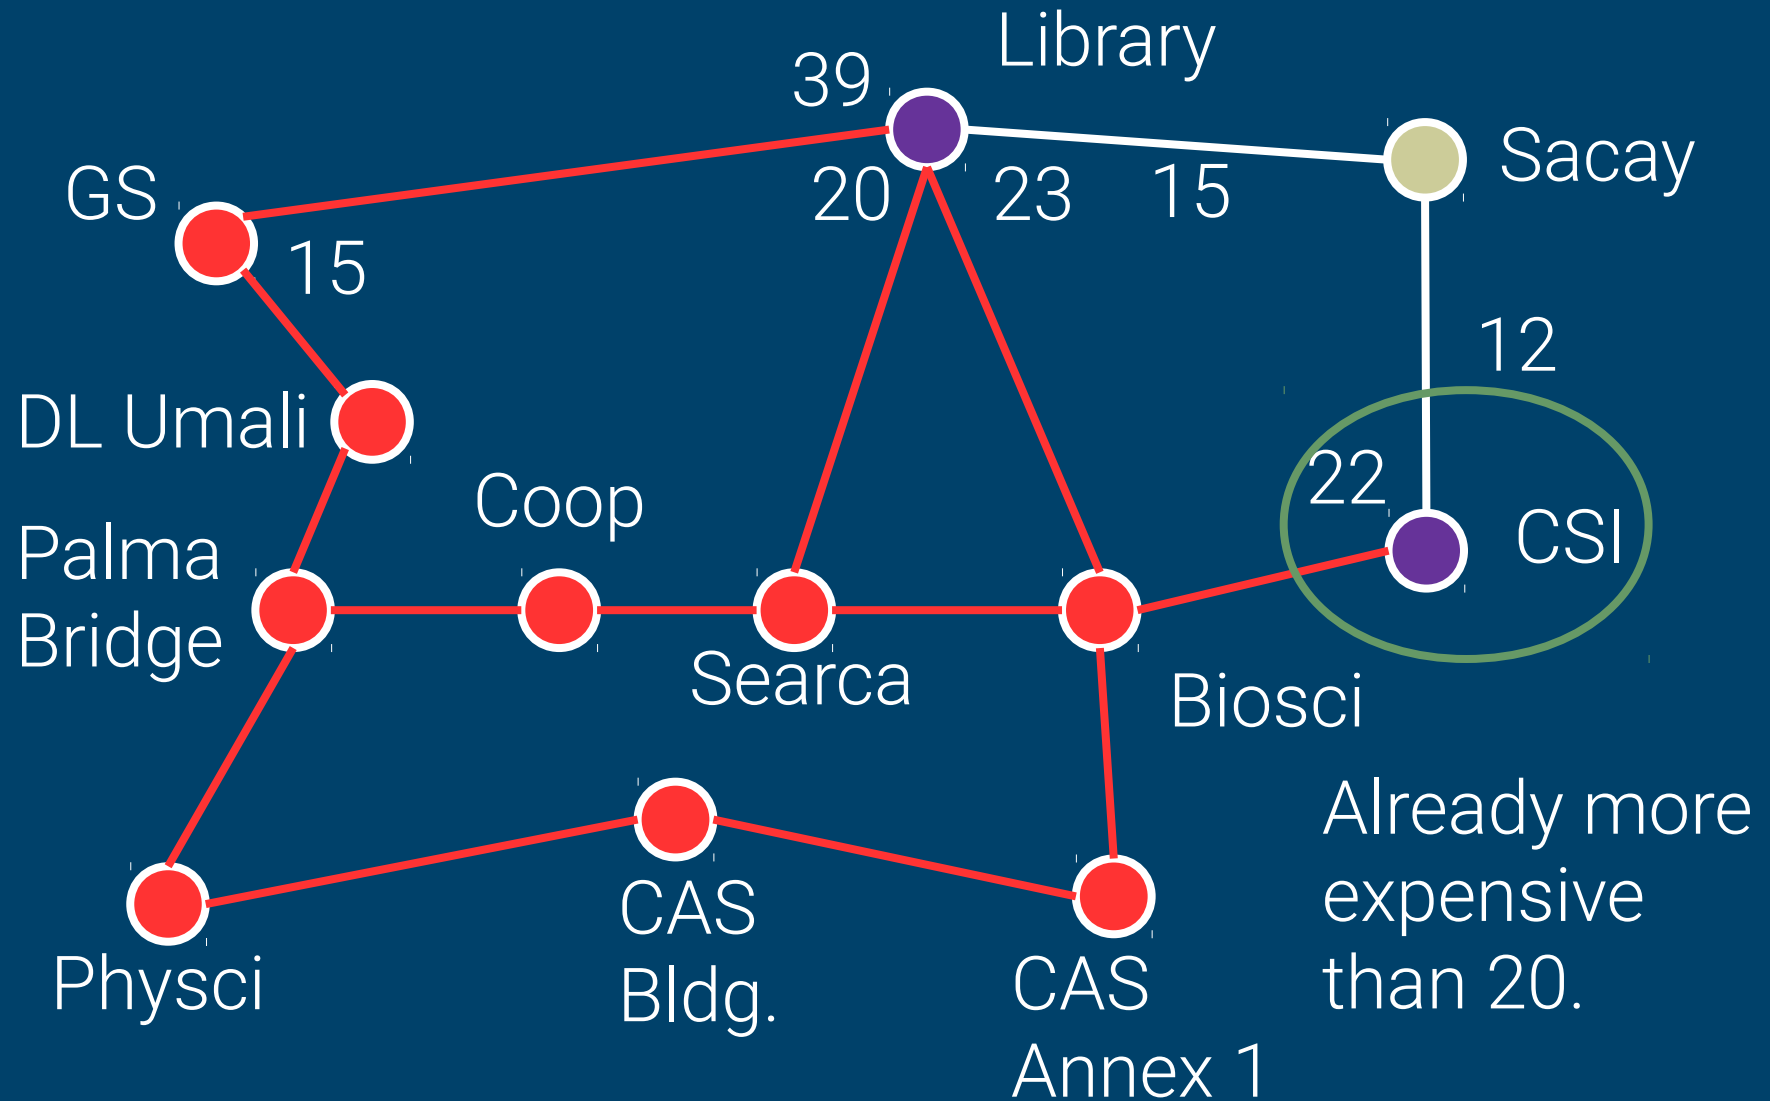 Library
39
Sacay
GS
20
23
15
15
12
DL Umali
22
Coop
CSI
Palma
Bridge
Searca
Biosci
Already more
expensive
than 20.
CAS
Bldg.
Physci
CAS
Annex 1